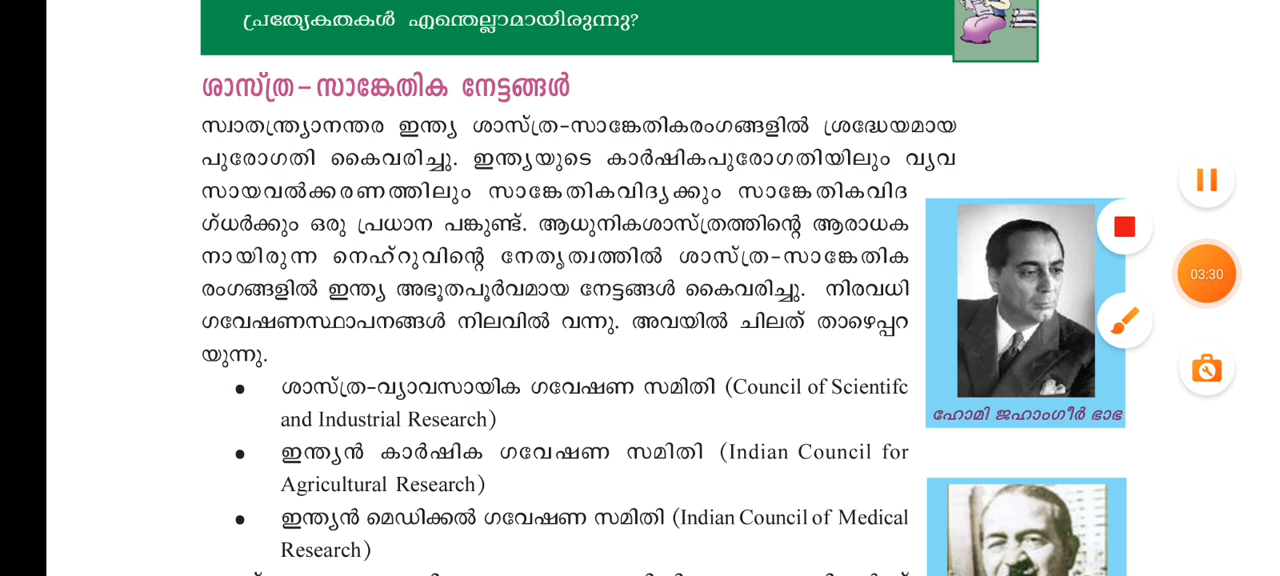 പ്രത്യേകതകൾ എന്തെല്ലാമായിരുന്നു?
ശാസ്ത്ര-സാങ്കേതിക നേട്ടങ്ങൾ
സ്വാതന്ത്ര്യാനന്തര ഇന്ത്യ ശാസ്ത്ര-സാങ്കേതികരംഗങ്ങളിൽ ശ്രദ്ധേയമായ
പുരോഗതി കൈവരിച്ചു. ഇന്ത്യയുടെ കാർഷികപുരോഗതിയിലും വ്യവ
സായവൽക്കരണത്തിലും സാങ്കേതികവിദ്യക്കും സാങ്കേതികവിദ
ഗ്ധർക്കും ഒരു പ്രധാന പങ്കുണ്ട്. ആധുനികശാസ്ത്രത്തിന്റെ ആരാധക
നായിരുന്ന നെഹ്റുവിന്റെ നേതൃത്വത്തിൽ ശാസ്ത്ര-സാങ്കേതിക
രംഗങ്ങളിൽ ഇന്ത്യ അഭൂതപൂർവമായ നേട്ടങ്ങൾ കൈവരിച്ചു. നിരവധി
ഗവേഷണസ്ഥാപനങ്ങൾ നിലവിൽ വന്നു. അവയിൽ ചിലത് താഴെപ്പറ
യുന്നു.
● ശാസ്ത്ര-വ്യാവസായിക ഗവേഷണ സമിതി (Council of Scientifc
and Industrial Research)
● ഇന്ത്യൻ കാർഷിക ഗവേഷണ സമിതി (Indian Council for
Agricultural Research)
● ഇന്ത്യൻ മെഡിക്കൽ ഗവേഷണ സമിതി (Indian Council of Medical
Research)
ഹോമി ജഹാംഗീർ ഭാഭ
03:30